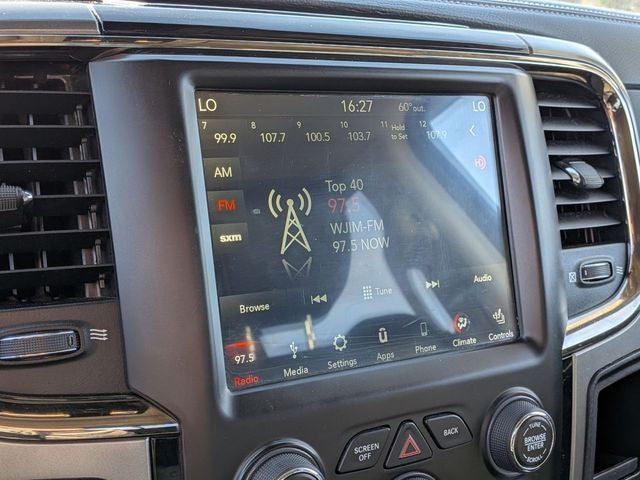 LO 16:27 60° out. LO
7 8 9 10 11 12
99.9 107.7 100.5 103.7 Hold to Set 107.9
AM
FM
sxm
HD
Top 40
97.5
WJIM-FM
97.5 NOW
Browse Tune Audio
97.5
Radio Media Settings Apps Phone Climate Controls
SCREEN OFF
BACK
TUNE
BROWSE
ENTER
SCROLL